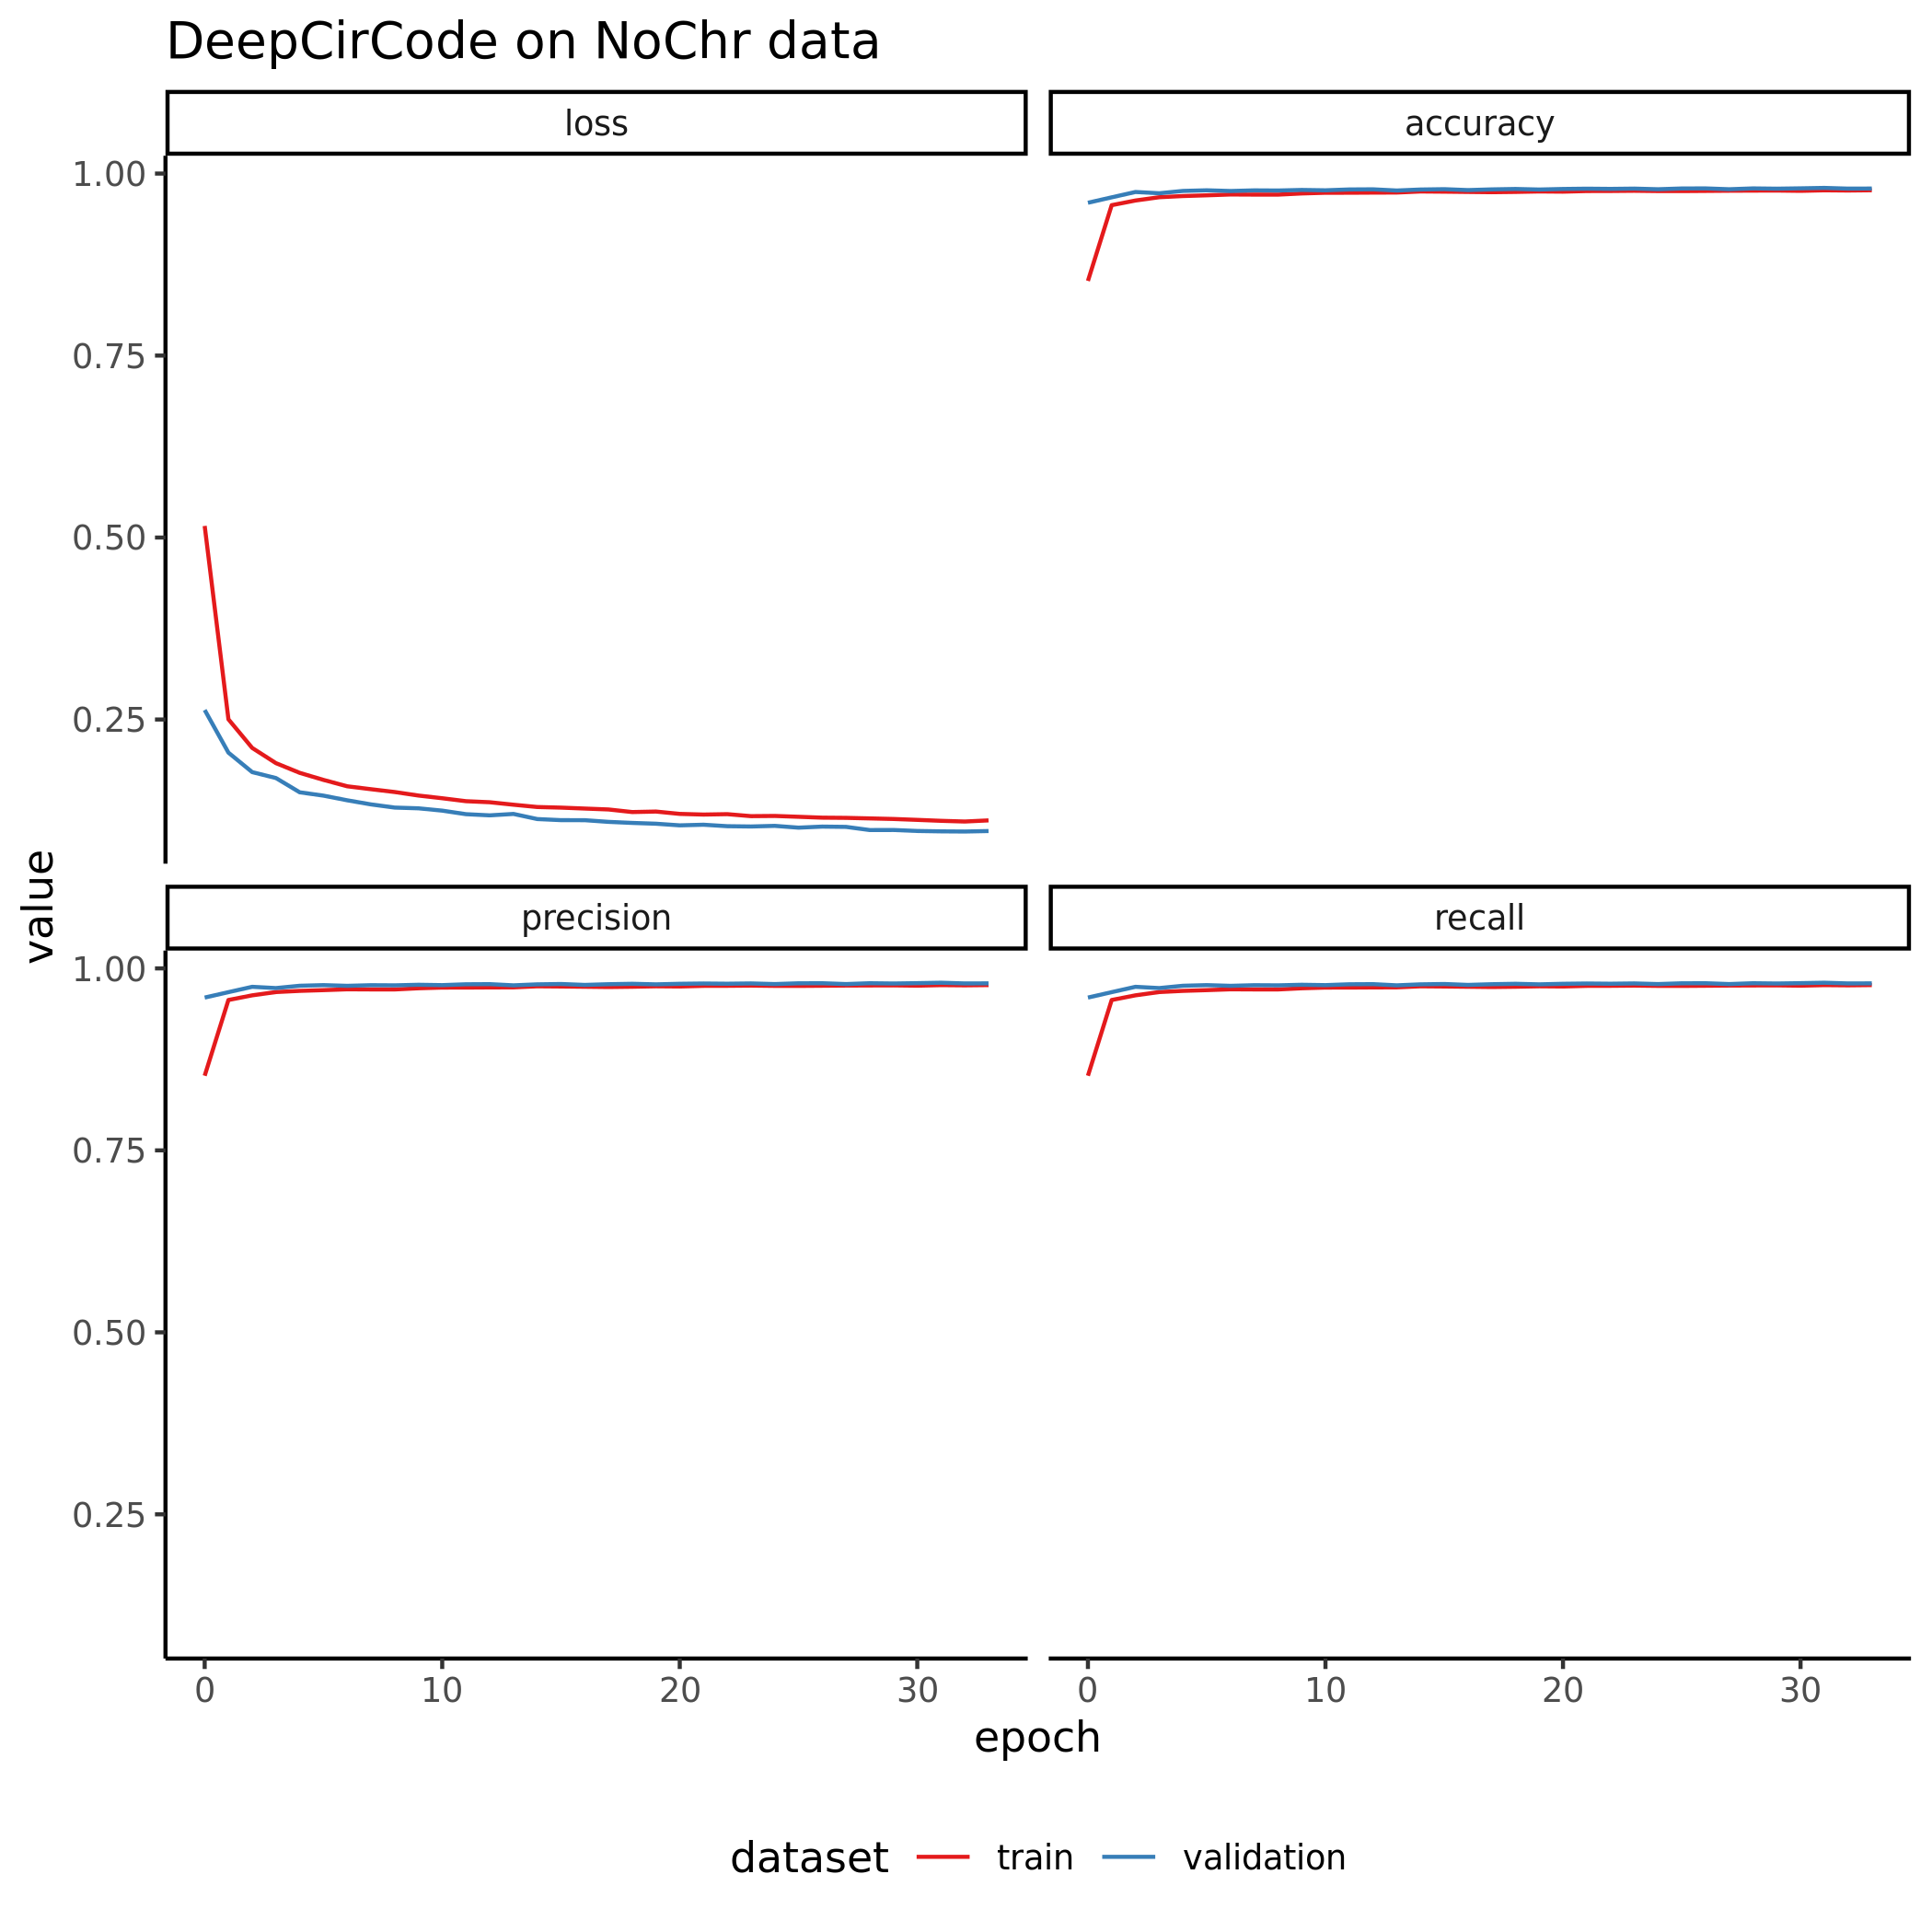 DeepCirCode on NoChr data
loss
accuracy
1.00
0.75
0.50
0.25
value
precision
recall
1.00
0.75
0.50
0.25
0 10 20 30
0 10 20 30
epoch
dataset train validation